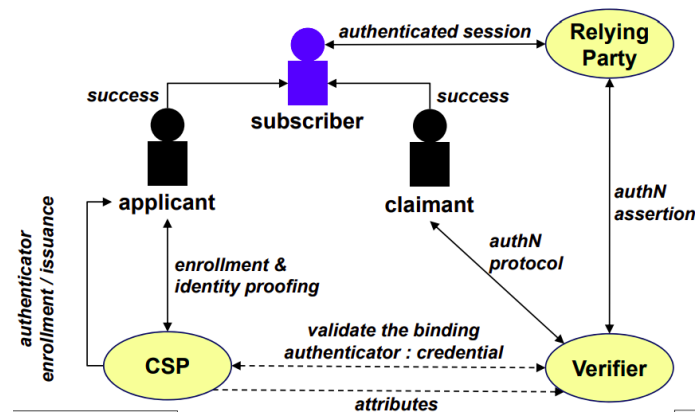 authenticated session
Relying
Party
success
success
subscriber
applicant
claimant
authN
assertion
authenticator
enrollment / issuance
enrollment &
identity proofing
authN
protocol
validate the binding
authenticator : credential
CSP
Verifier
attributes